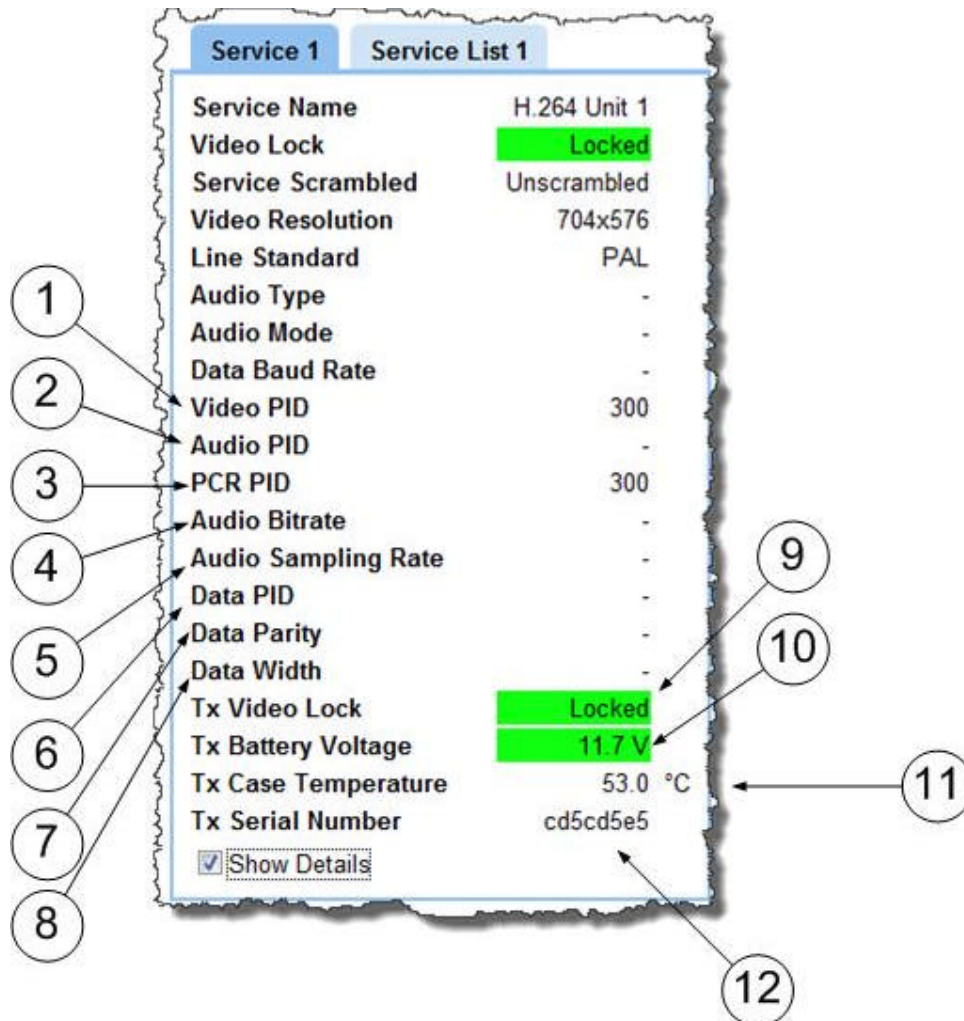 Service 1 Service List 1
Service Name H.264 Unit 1
Video Lock Locked
Service Scrambled Unscrambled
Video Resolution 704x576
Line Standard PAL
Audio Type -
Audio Mode -
Data Baud Rate -
Video PID 300
Audio PID -
PCR PID 300
Audio Bitrate -
Audio Sampling Rate -
Data PID -
Data Parity -
Data Width -
Tx Video Lock Locked
Tx Battery Voltage 11.7 V
Tx Case Temperature 53.0 °C
Tx Serial Number cd5cd5e5
Show Details
1
2
3
4
5
6
7
8
9
10
11
12